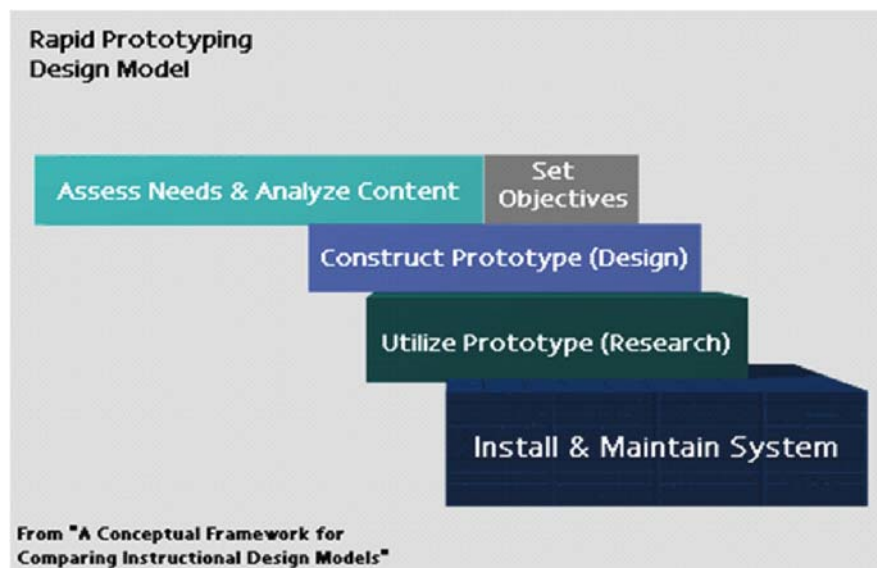 Rapid Prototyping
Design Model
Assess Needs & Analyze Content
Set
Objectives
Construct Prototype (Design)
Utilize Prototype (Research)
Install & Maintain System
From "A Conceptual Framework for
Comparing Instructional Design Models"